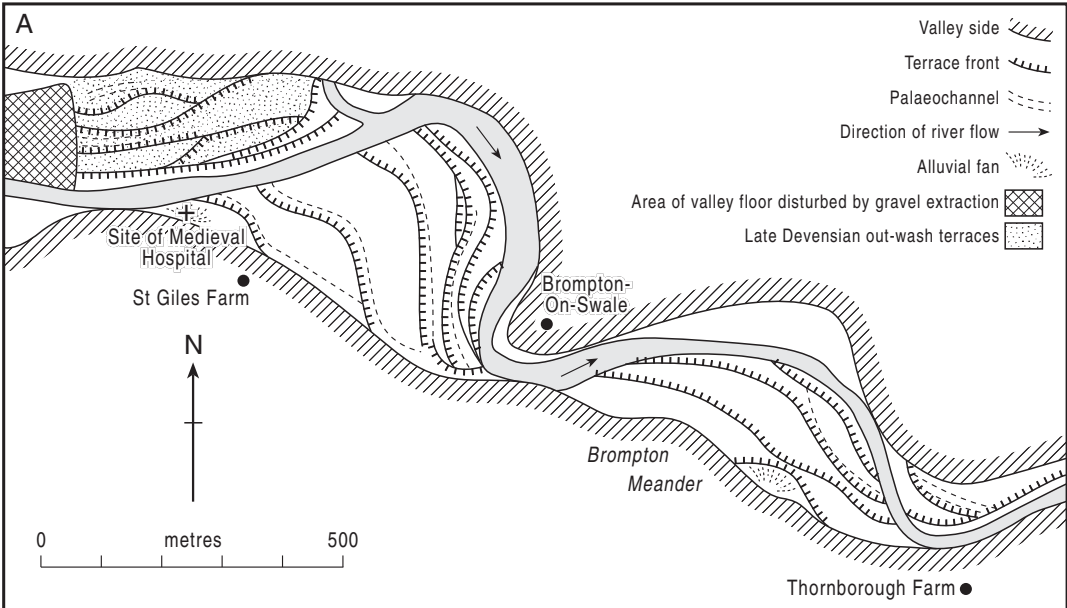 A
Valley side
Terrace front
Palaeochannel
Direction of river flow
Alluvial fan
Area of valley floor disturbed by gravel extraction
Late Devensian out-wash terraces
Site of Medieval
Hospital
St Giles Farm
Brompton-
On-Swale
N
Brompton
Meander
0 metres 500
Thornborough Farm